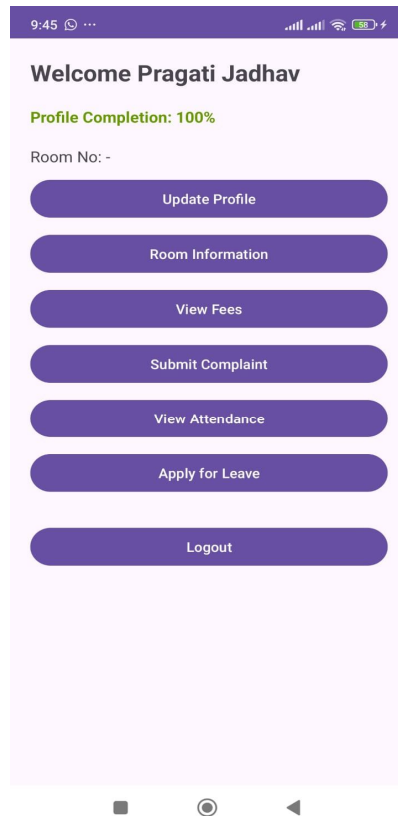 9:45 ...
58
Welcome Pragati Jadhav
Profile Completion: 100%
Room No: -
Update Profile
Room Information
View Fees
Submit Complaint
View Attendance
Apply for Leave
Logout